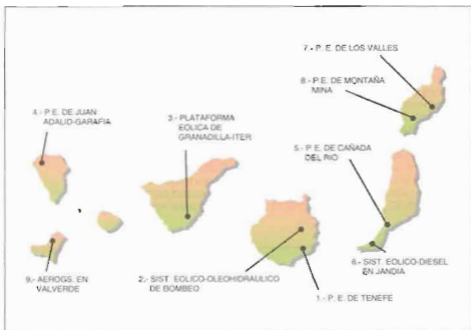 7.- P. E. DE LOS VALLES
8.- P.E. DE MONTAÑA
MINA
4.- P.E. DE JUAN
ADALID-GARAFIA
3.- PLATAFORMA
EOLICA DE
GRANADILLA-ITER
5.- P. E. DE CAÑADA
DEL RIO
6.- SIST. EOLICO-DIESEL
EN JANDIA
9.- AEROGS. EN
VALVERDE
2.- SIST. EOLICO-OLEOHIDRAULICO
DE BOMBEO
1.- P. E. DE TENEFE